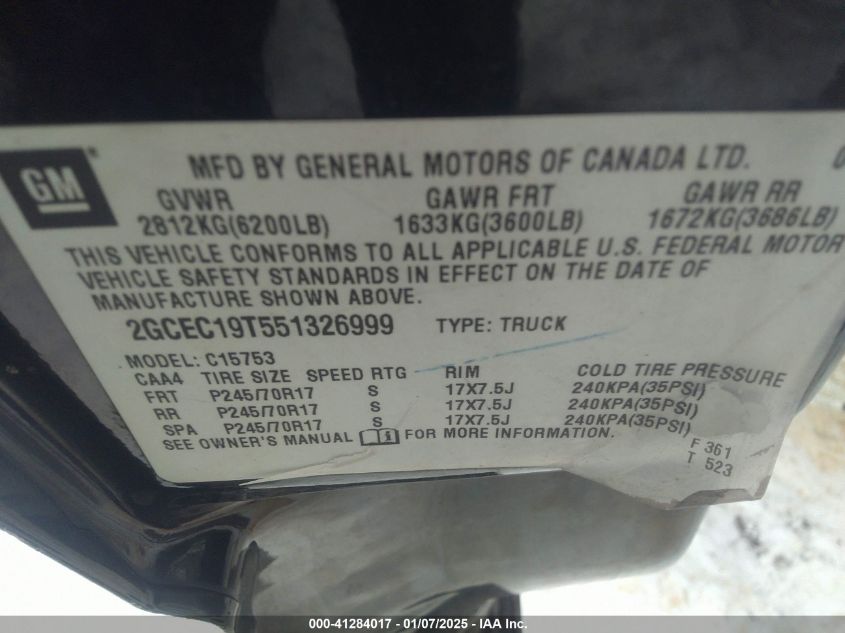 GM®
MFD BY GENERAL MOTORS OF CANADA LTD. 0
GVWR GAWR FRT GAWR RR
2812KG(6200LB) 1633KG(3600LB) 1672KG(3686LB)
THIS VEHICLE CONFORMS TO ALL APPLICABLE U.S. FEDERAL MOTOR
VEHICLE SAFETY STANDARDS IN EFFECT ON THE DATE OF
MANUFACTURE SHOWN ABOVE.
2GCEC19T551326999 TYPE: TRUCK
MODEL: C15753
CAA4 TIRE SIZE SPEED RTG RIM COLD TIRE PRESSURE
FRT P245/70R17 S 17X7.5J 240KPA(35PSI)
RR P245/70R17 S 17X7.5J 240KPA(35PSI)
SPA P245/70R17 S 17X7.5J 240KPA(35PSI)
SEE OWNER'S MANUAL FOR MORE INFORMATION.
F 361
T 523
000-41284017 - 01/07/2025 - IAA Inc.